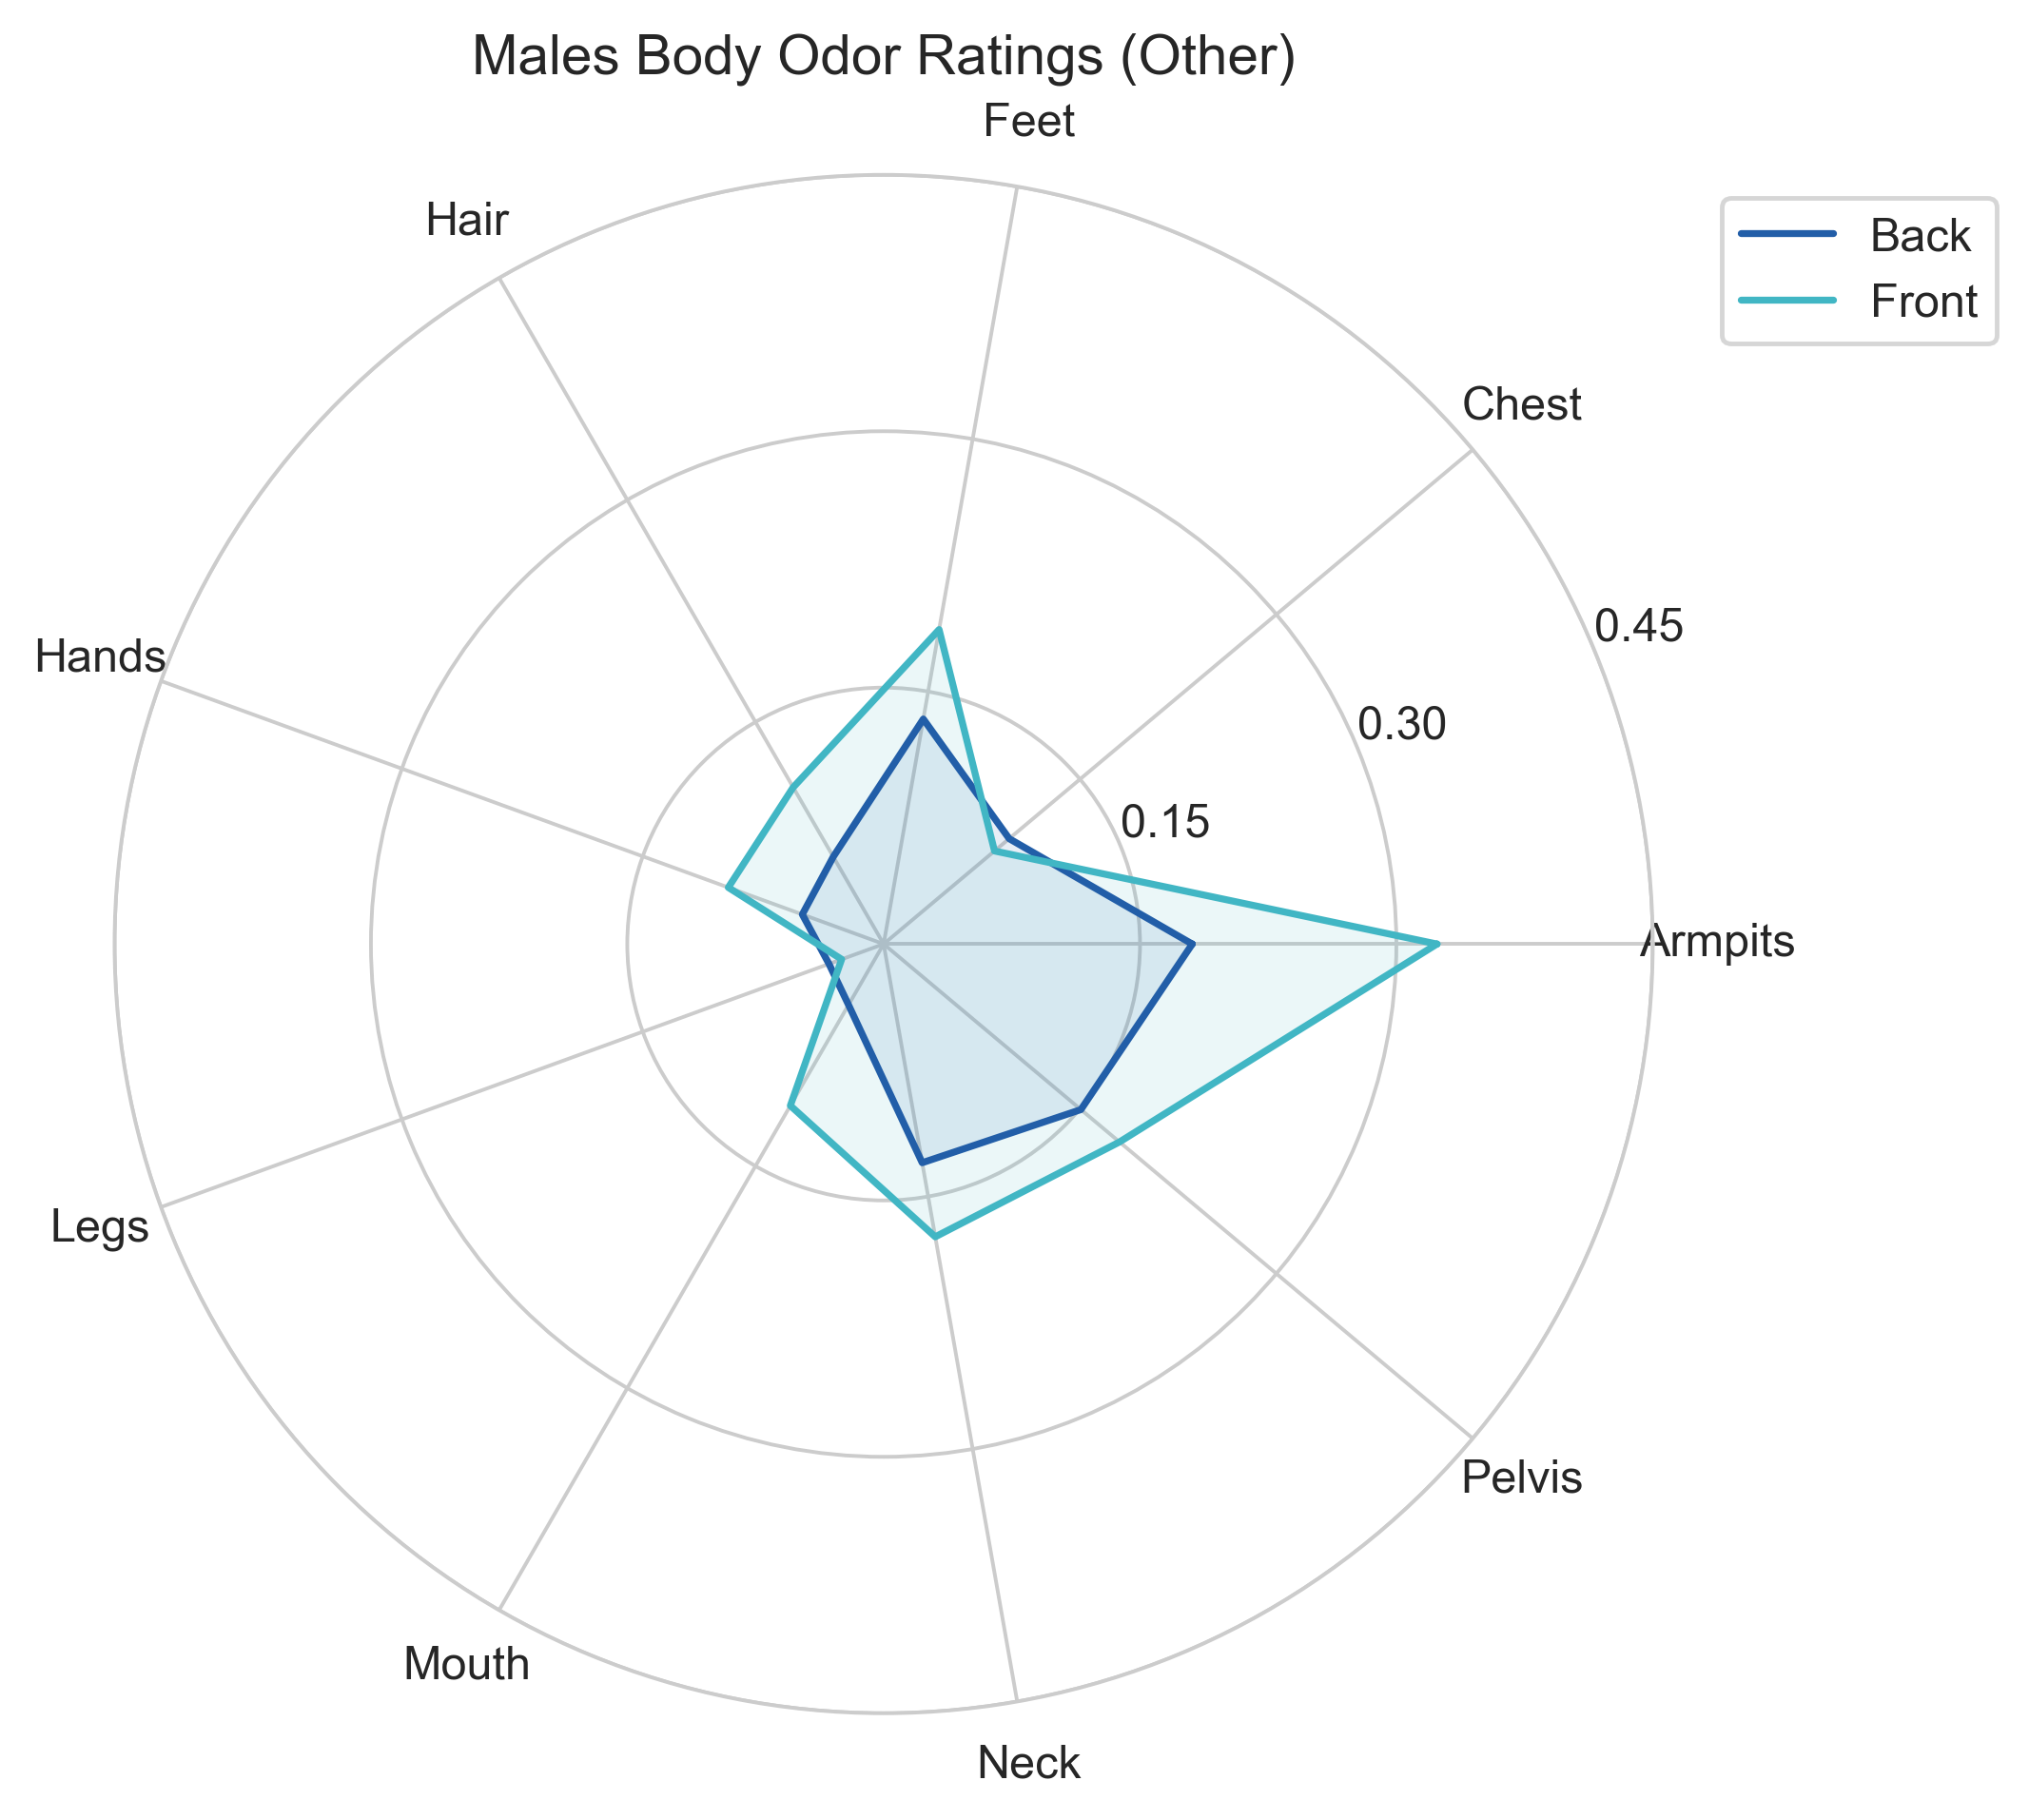 Males Body Odor Ratings (Other)
Feet
Hair
Back
Front
Chest
0.45
Hands
0.30
0.15
Armpits
Legs
Pelvis
Mouth
Neck